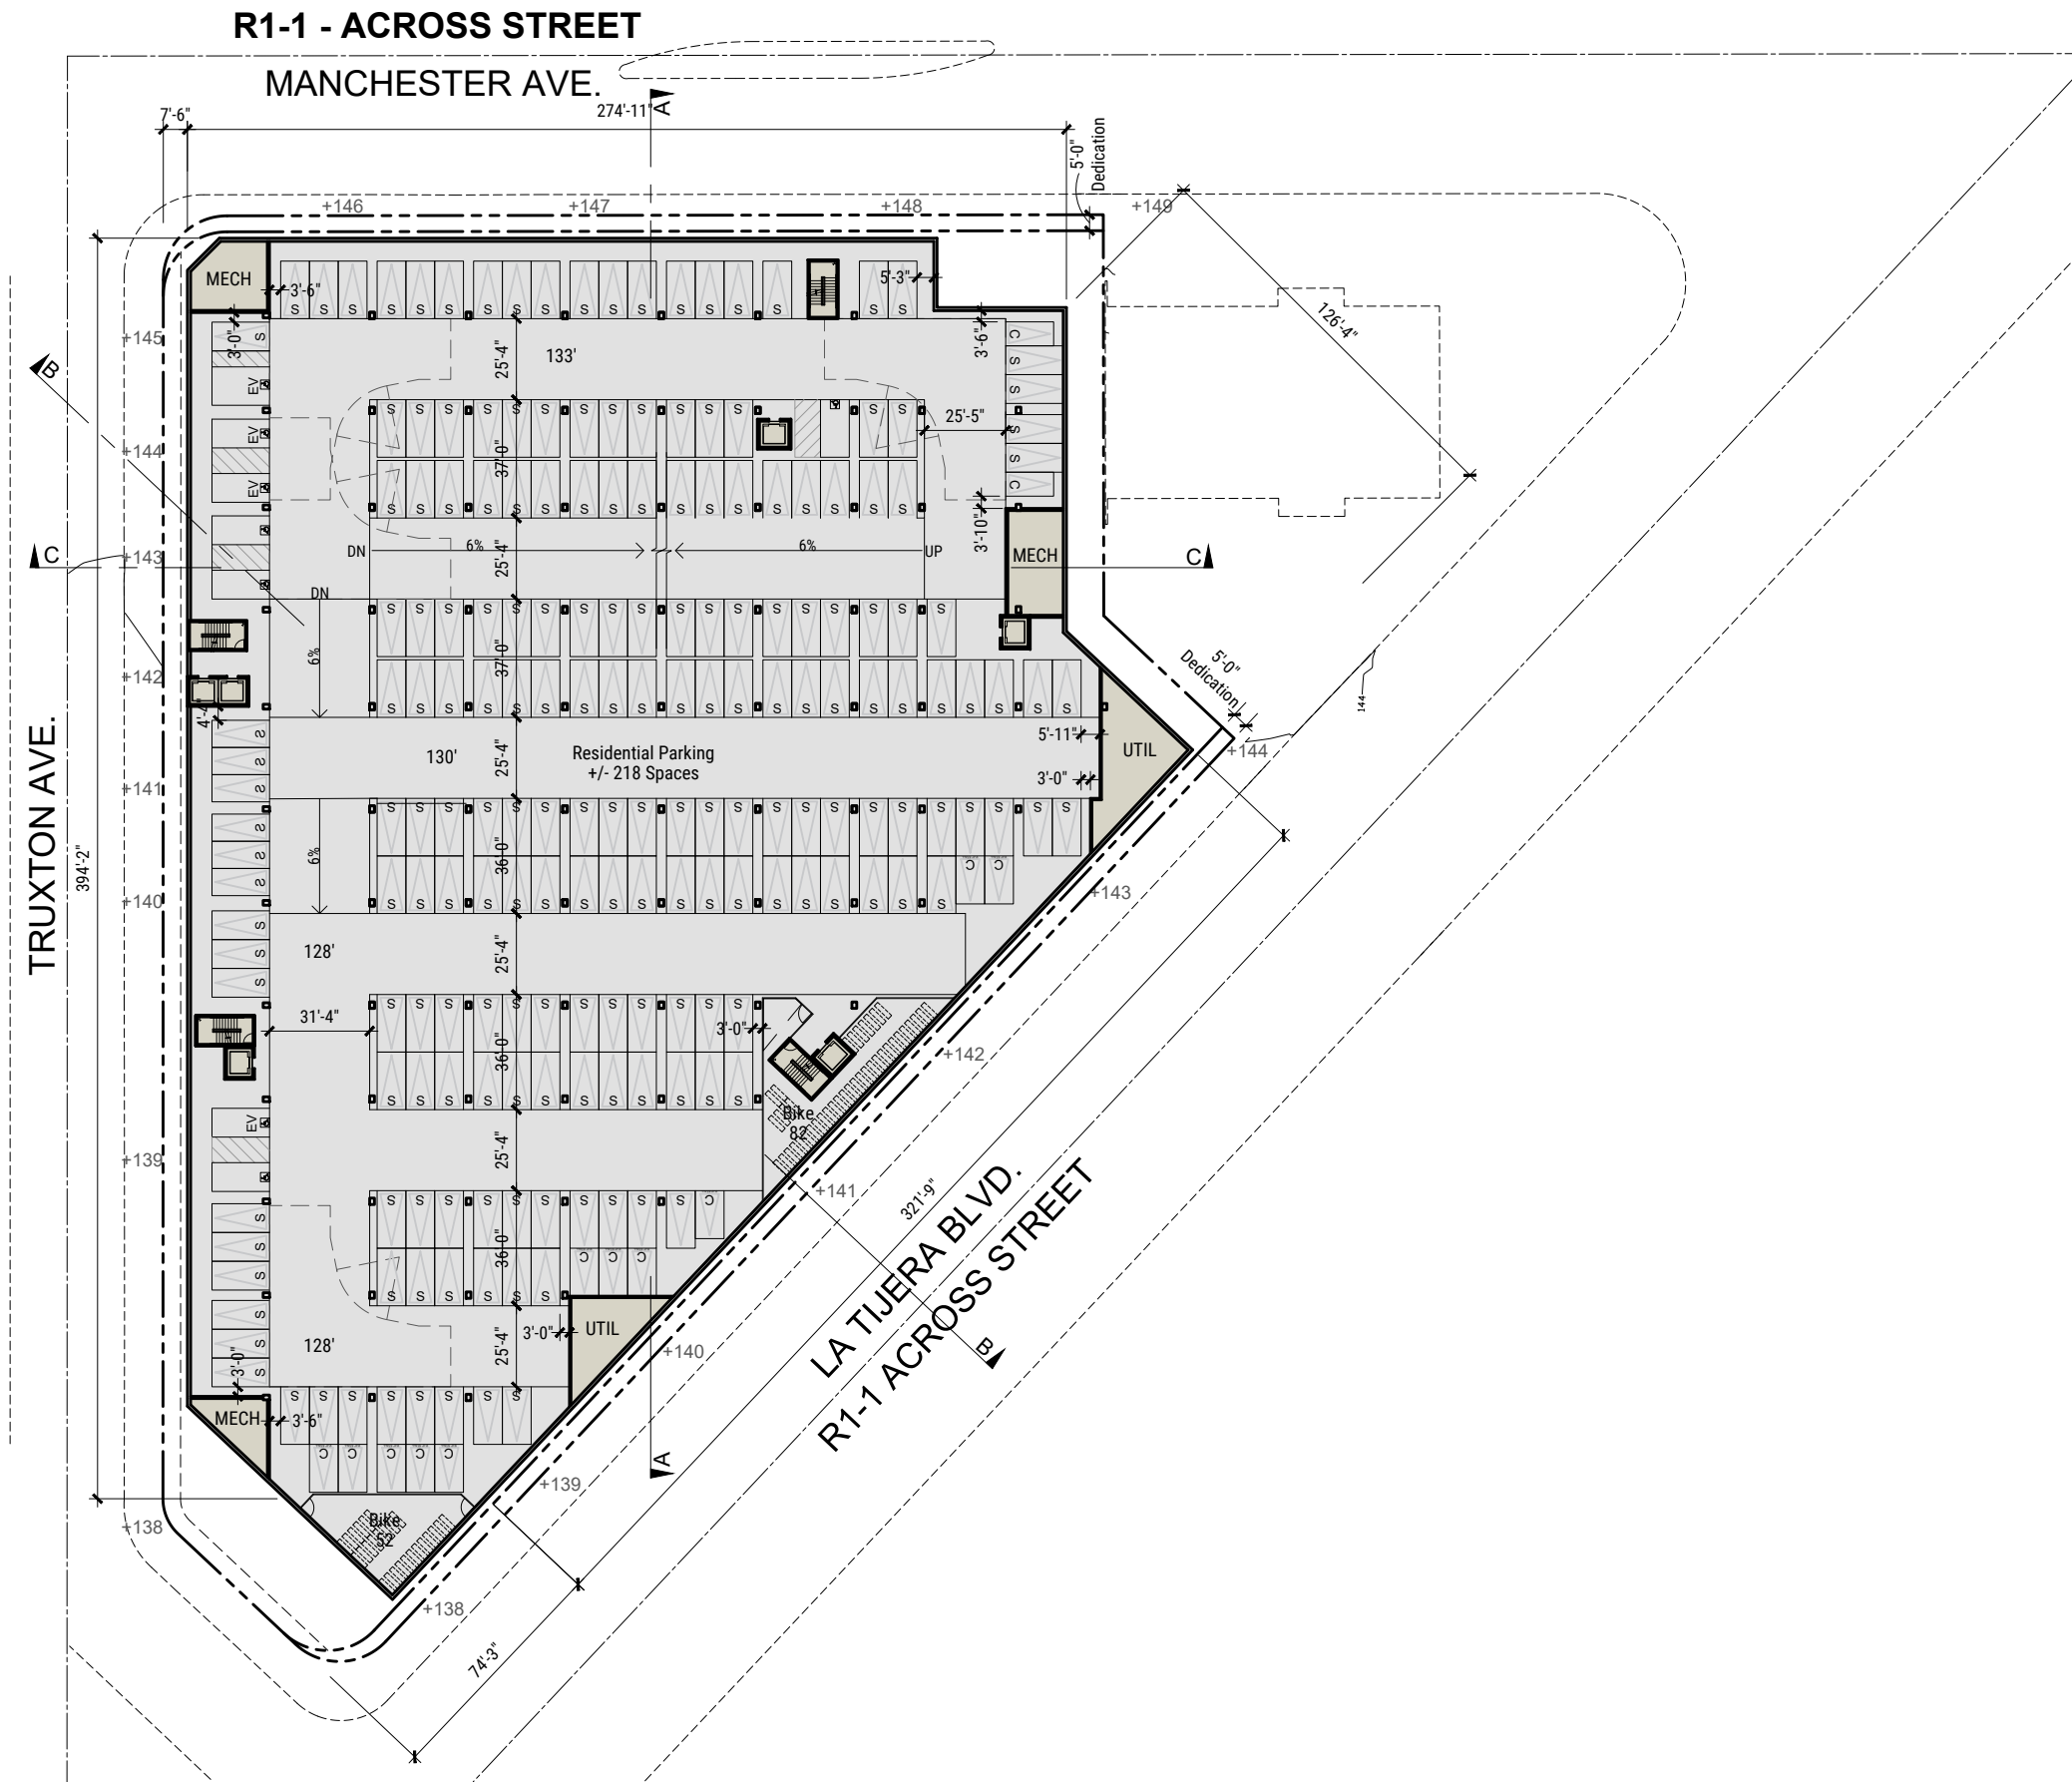 R1-1 - ACROSS STREET
MANCHESTER AVE.
7'-6"
274'-11"
A
5'-0"
Dedication
+146
+147
+148
+149
MECH
3'-6"
5'-3"
S S S S S S S S S S S S S S S S S S
+145
3'-0"
S
25'-4"
133'
3'-6"
C
S
S
S
S
C
126'-4"
B
EV
EV
EV
+144
S S S S S S S S S S S S S S
37'-0"
25'-5"
S S S S S S S S S S S S S S S S S
3'-10"
C
+143
DN
6%
25'-4"
6%
UP
MECH
C
DN
S S S S S S S S S S S S S S S S S S
6%
37'-0"
+142
4'-4"
S S S S S S S S S S S S S S S S S S S S S S
5'-0"
Dedication
144
TRUXTON AVE.
394'-2"
S
S
S
130'
25'-4"
Residential Parking
+/- 218 Spaces
5'-11"
UTIL
+144
3'-0"
+141
S S S S S S S S S S S S S S S S S S S S S S
S
S
S
6%
36'-0"
C C
+143
+140
S S S S S S S S S S S S S S S S S S
S
S
S
128'
25'-4"
31'-4"
S S S S S S S S S S S S
3'-0"
36'-0"
+142
S S S S S S S S S S S S
Bike
82
EV
+139
25'-4"
+141
321'-9"
S S S S S S S S S S C
S
S
S
36'-0"
C C C
S S S S S S
LA TIJERA BLVD.
R1-1 ACROSS STREET
S
S
S
128'
25'-4"
3'-0"
UTIL
+140
B
3'-0"
MECH
3'-6"
S S S S S S S S
C C C C C
A
+139
Bike
52
+138
+138
74'-3"